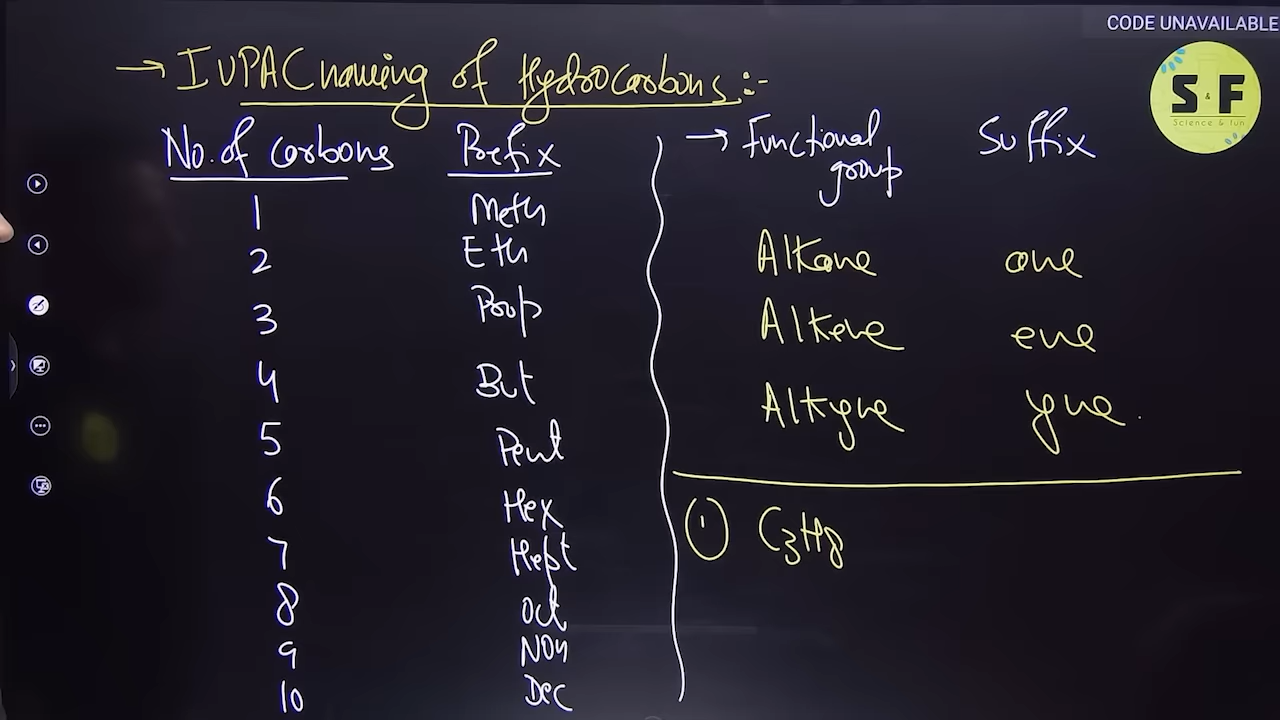 CODE UNAVAILABLE
→ IUPAC naming of Hydrocarbons :-
S & F
Science & fun
No. of carbons Prefix
1 Meth
2 Eth
3 Prop
4 But
5 Pent
6 Hex
7 Hept
8 Oct
9 Non
10 Dec
→ Functional group Suffix
Alkane ane
Alkene ene
Alkyne yne.
① C3H8